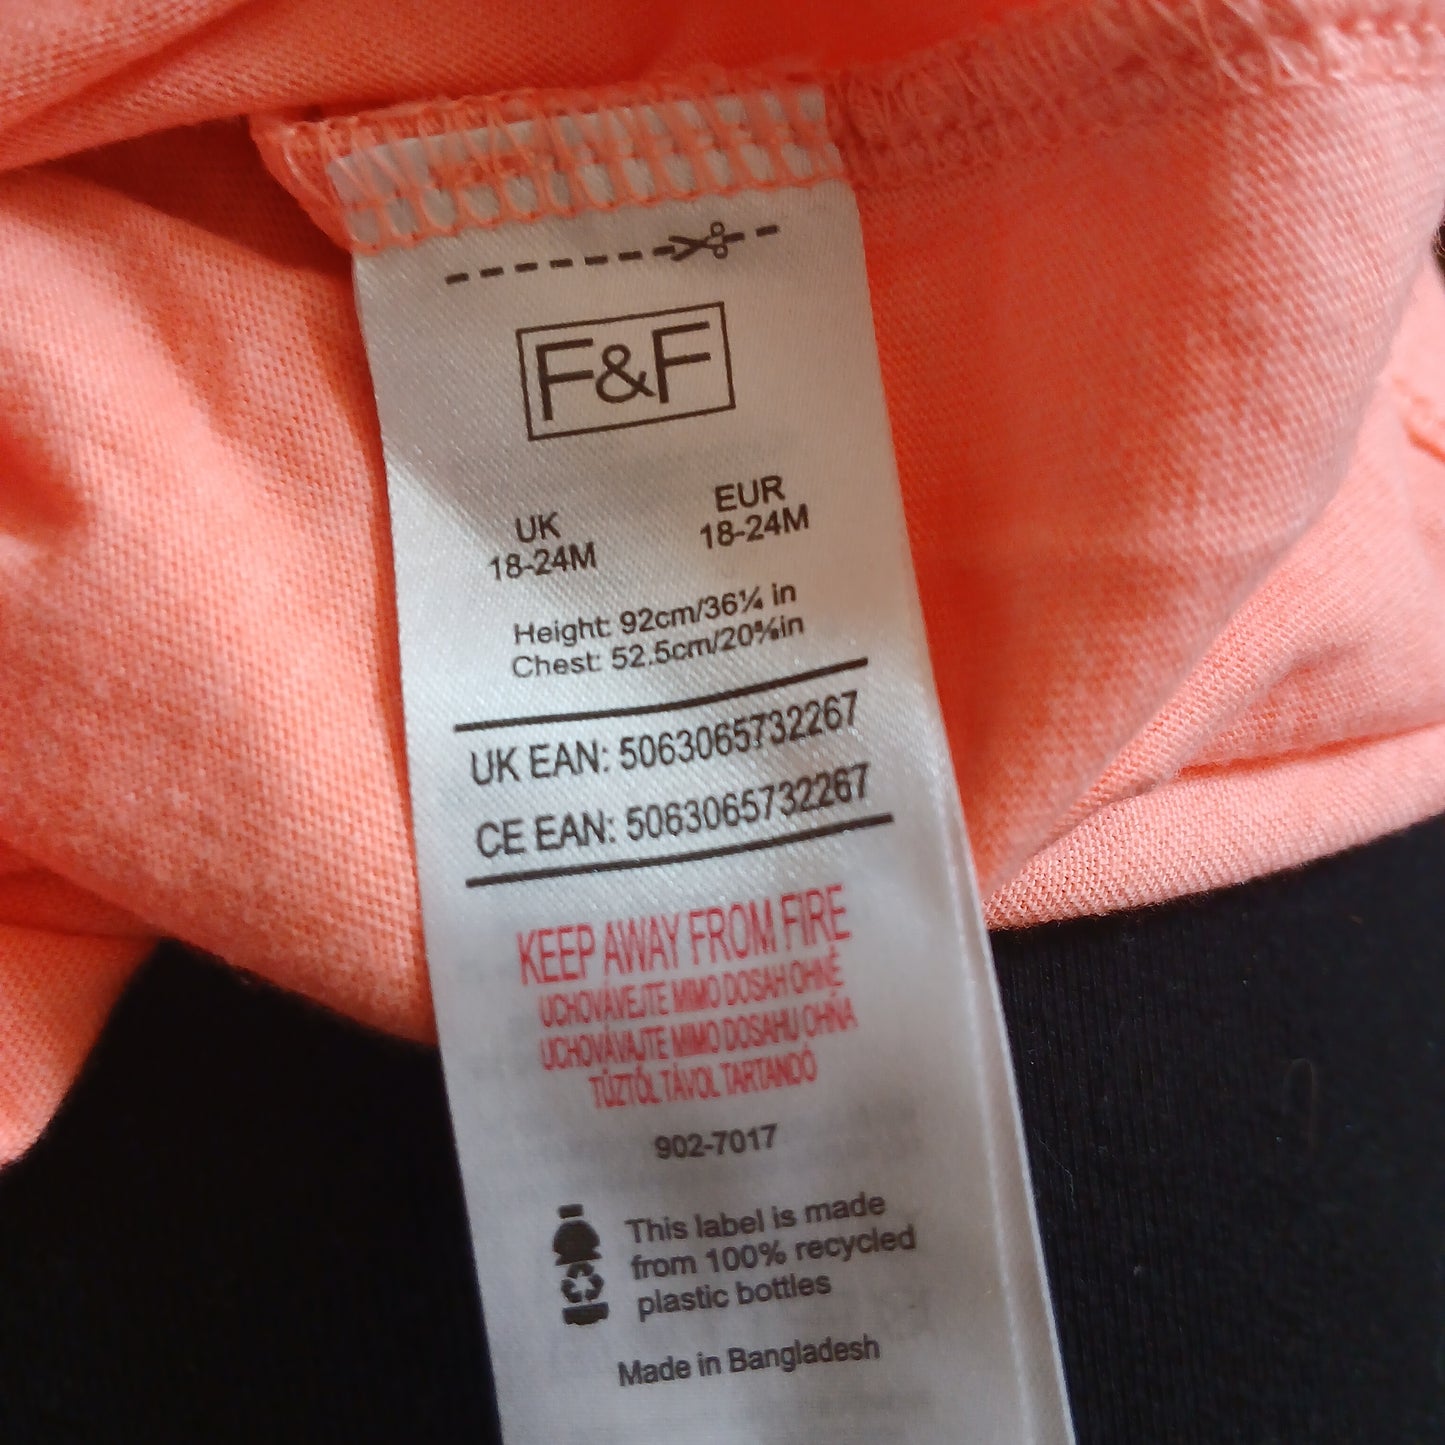 F&F
UK
18-24M
EUR
18-24M
Height: 92cm/36¼ in
Chest: 52.5cm/20⅝in
UK EAN: 5063065732267
CE EAN: 5063065732267
KEEP AWAY FROM FIRE
UCHOVÁVEJTE MIMO DOSAH OHNĚ
UCHOVÁVAJTE MIMO DOSAHU OHŇA
TŰZTŐL TÁVOL TARTANDÓ
902-7017
This label is made
from 100% recycled
plastic bottles
Made in Bangladesh